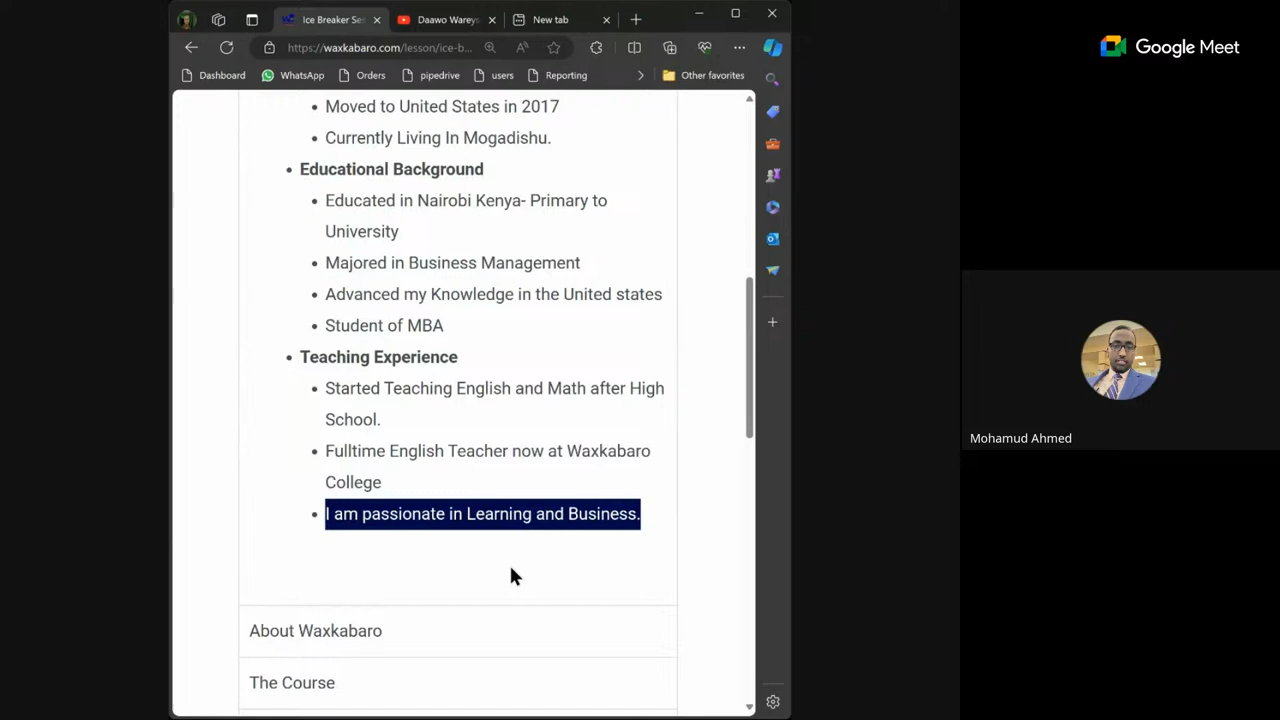 Ice Breaker Ses
Daawo Wareys
New tab
https://waxkabaro.com/lesson/ice-b...
Dashboard
WhatsApp
Orders
pipedrive
users
Reporting
Other favorites
Google Meet
Moved to United States in 2017
Currently Living In Mogadishu.
Educational Background
Educated in Nairobi Kenya- Primary to
University
Majored in Business Management
Advanced my Knowledge in the United states
Student of MBA
Teaching Experience
Started Teaching English and Math after High
School.
Fulltime English Teacher now at Waxkabaro
College
I am passionate in Learning and Business.
About Waxkabaro
The Course
Mohamud Ahmed